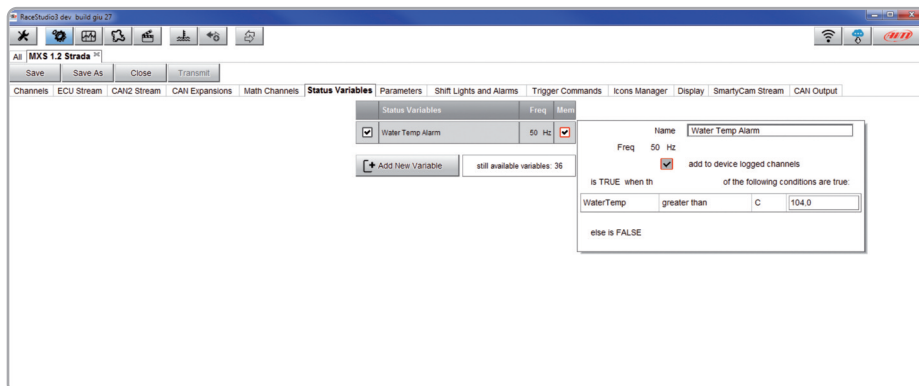 RaceStudio3 dev build giu 27
AiM
All MXS 1.2 Strada
Save Save As Close Transmit
Channels ECU Stream CAN2 Stream CAN Expansions Math Channels Status Variables Parameters Shift Lights and Alarms Trigger Commands Icons Manager Display SmartyCam Stream CAN Output
Status Variables Freq Mem
Water Temp Alarm 50 Hz
Add New Variable still available variables: 36
Name Water Temp Alarm
Freq 50 Hz
add to device logged channels
is TRUE when th of the following conditions are true:
WaterTemp greater than C 104,0
else is FALSE